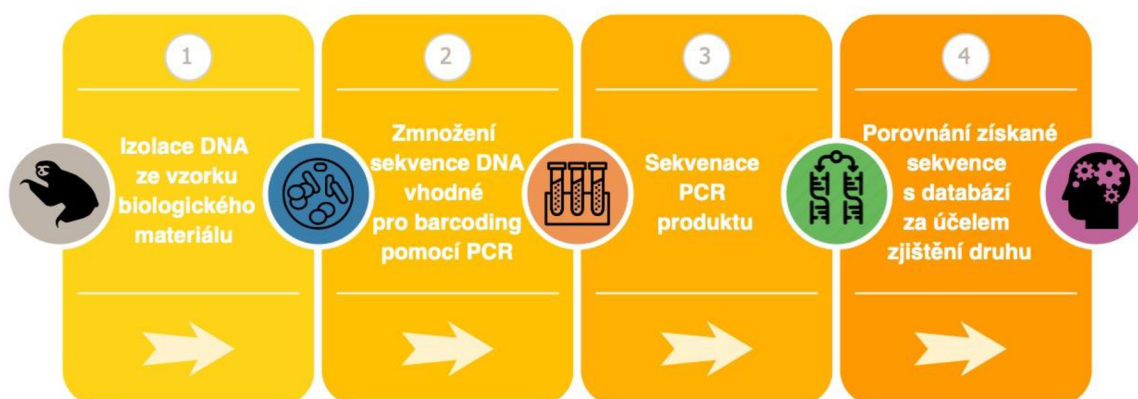 1
Izolace DNA
ze vzorku
biologického
materiálu
2
Zmnožení
sekvence DNA
vhodné
pro barcoding
pomocí PCR
3
Sekvenace
PCR
produktu
4
Porovnání získané
sekvence
s databází
za účelem
zjištění druhu